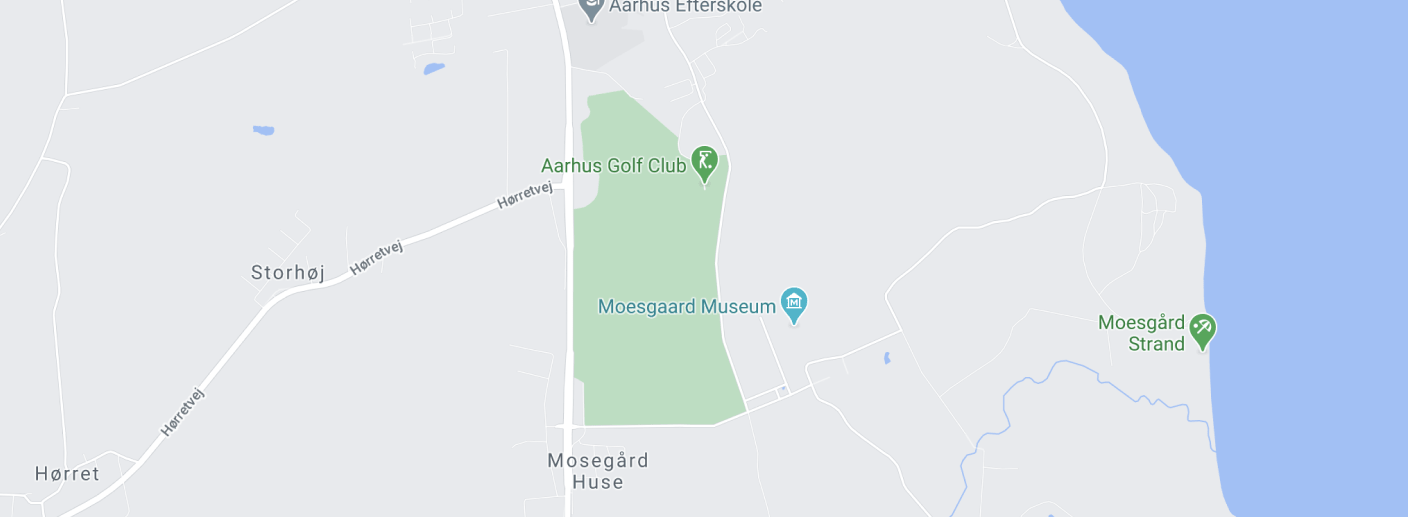 Aarhus Efterskole
Aarhus Golf Club
Hørretvej
Hørretvej
Storhøj
Moesgaard Museum
M
Moesgård
Strand
Hørretvej
Mosegård
Huse
Hørret